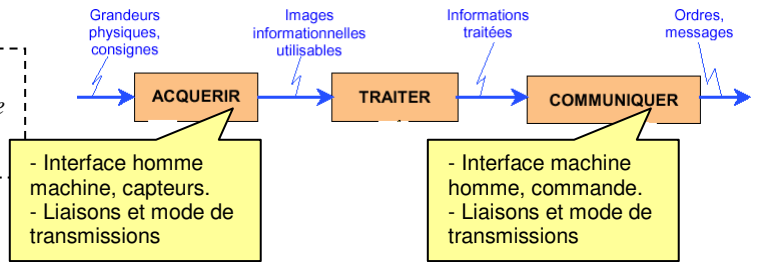 Grandeurs
physiques,
consignes
Images
informationnelles
utilisables
Informations
traitées
Ordres,
messages
e
ACQUERIR
TRAITER
COMMUNIQUER
- Interface homme
machine, capteurs.
- Liaisons et mode de
transmissions
- Interface machine
homme, commande.
- Liaisons et mode de
transmissions